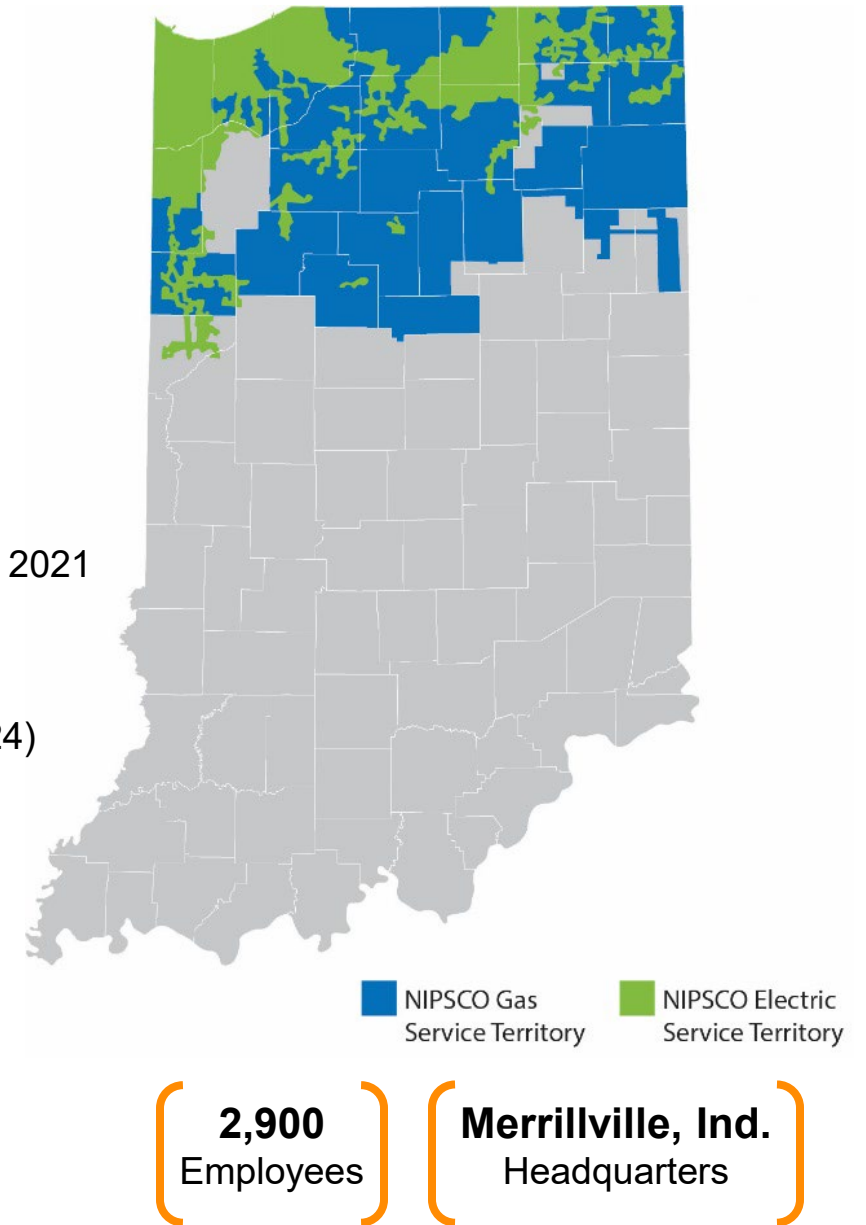 2021
24)
NIPSCO Gas
Service Territory
NIPSCO Electric
Service Territory
2,900
Employees
Merrillville, Ind.
Headquarters